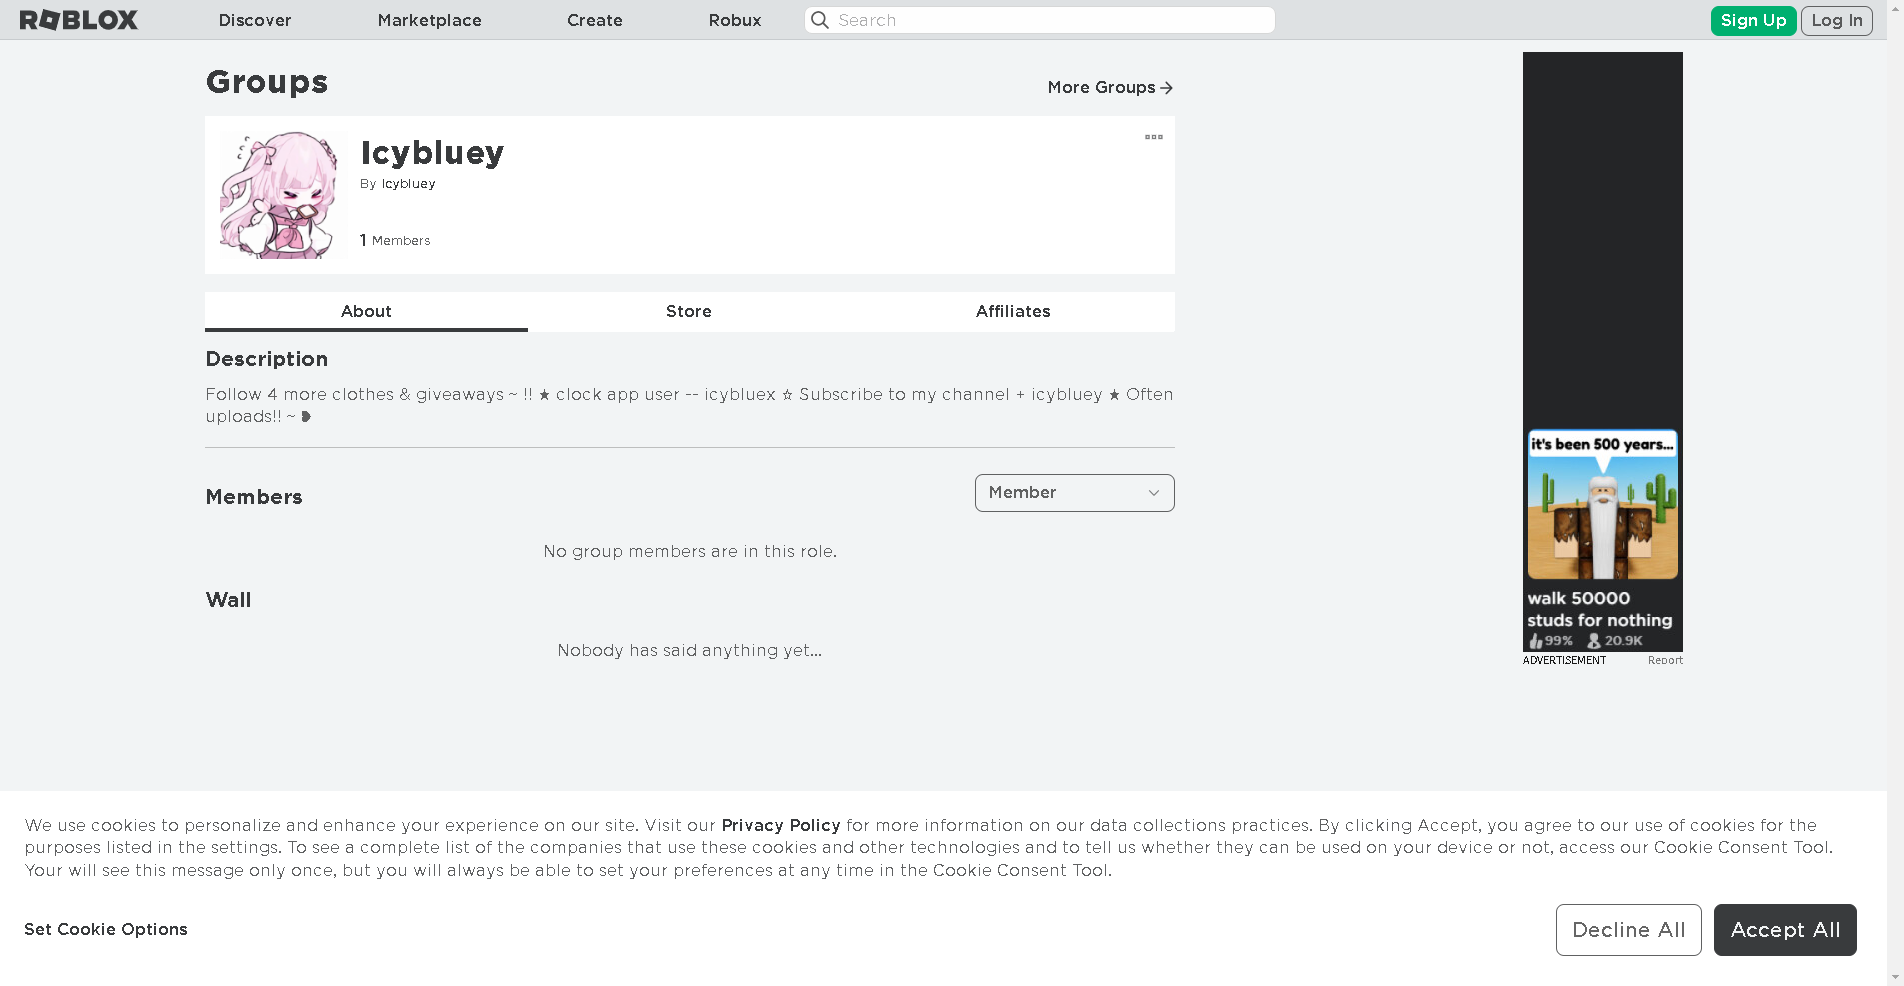 ROBLOX Discover Marketplace Create Robux Search Sign Up Log In
Groups
More Groups
Icybluey
By Icybluey
1 Members
About Store Affiliates
Description
Follow 4 more clothes & giveaways ~ !! ★ clock app user -- icybluex ☆ Subscribe to my channel + icybluey ★ Often
uploads!! ~ ❥
Members
Member
No group members are in this role.
Wall
Nobody has said anything yet...
it's been 500 years...
walk 50000
studs for nothing
99% 20.9K
ADVERTISEMENT Report
We use cookies to personalize and enhance your experience on our site. Visit our Privacy Policy for more information on our data collections practices. By clicking Accept, you agree to our use of cookies for the
purposes listed in the settings. To see a complete list of the companies that use these cookies and other technologies and to tell us whether they can be used on your device or not, access our Cookie Consent Tool.
Your will see this message only once, but you will always be able to set your preferences at any time in the Cookie Consent Tool.
Set Cookie Options
Decline All
Accept All